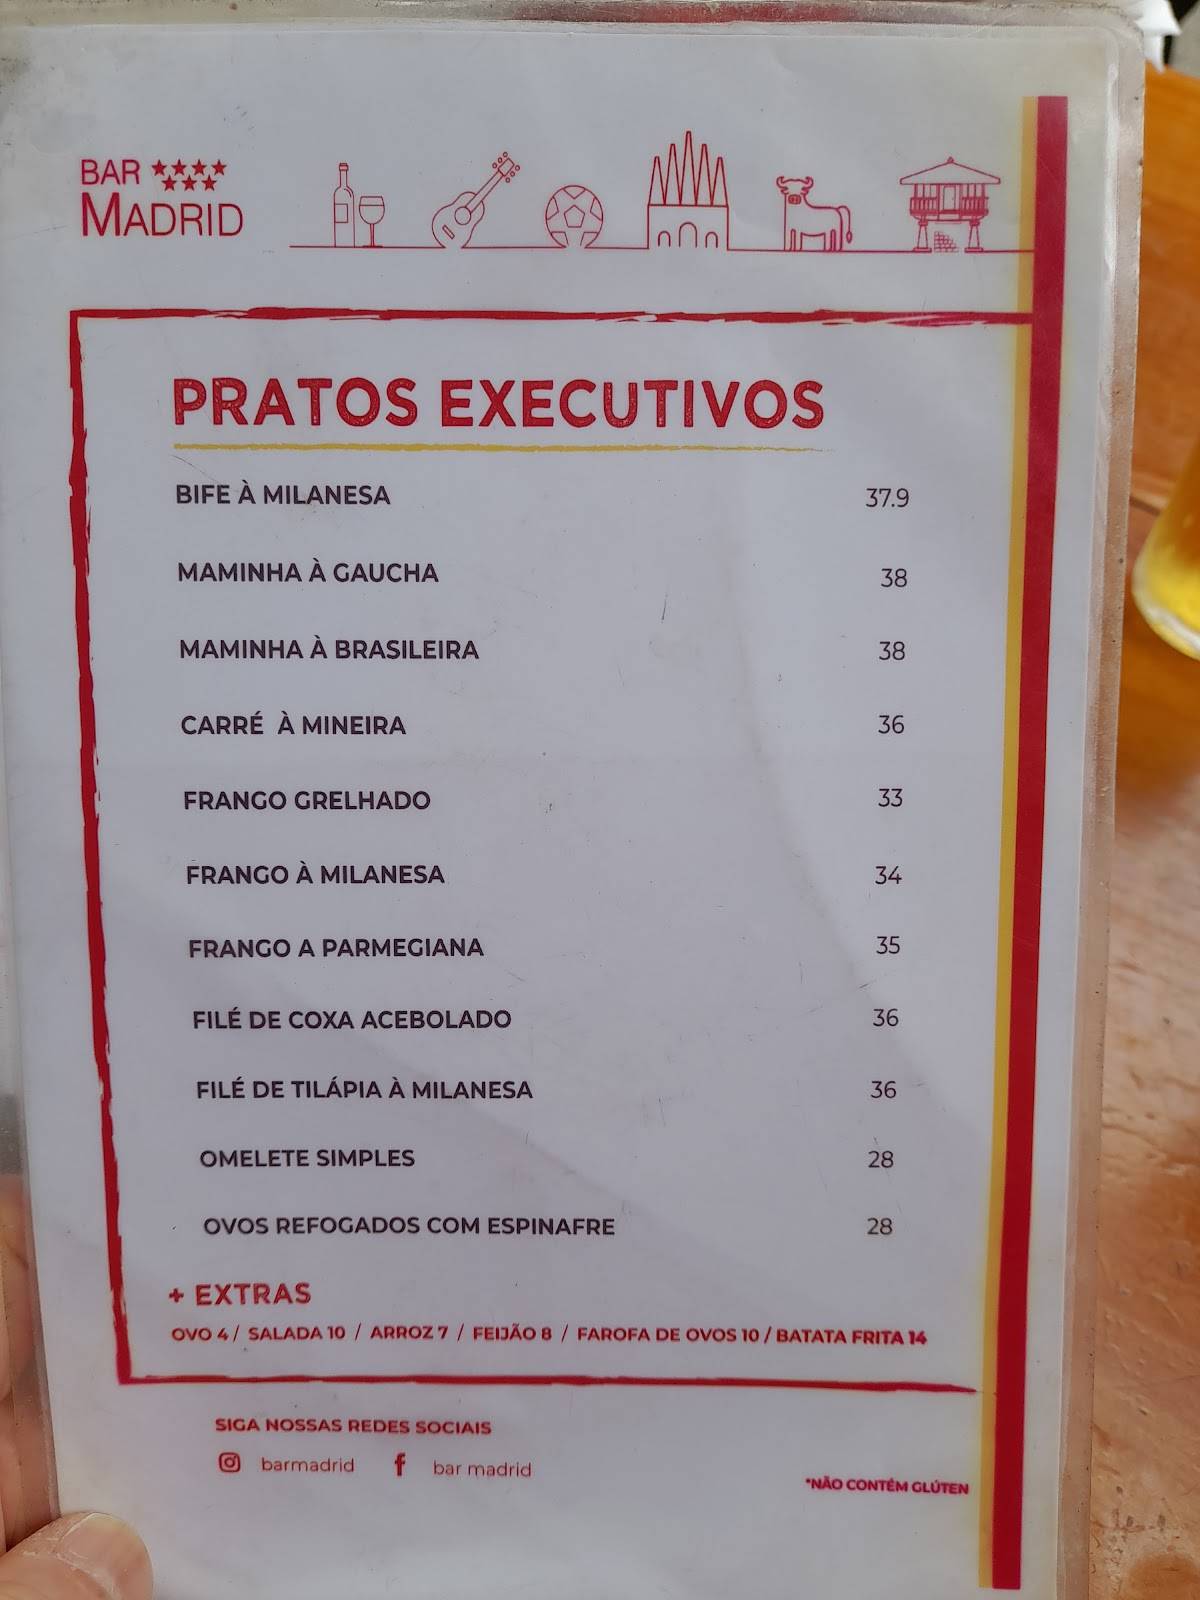 BAR
MADRID
PRATOS EXECUTIVOS
BIFE À MILANESA 37.9
MAMINHA À GAUCHA 38
MAMINHA À BRASILEIRA 38
CARRÉ À MINEIRA 36
FRANGO GRELHADO 33
FRANGO À MILANESA 34
FRANGO A PARMEGIANA 35
FILÉ DE COXA ACEBOLADO 36
FILÉ DE TILÁPIA À MILANESA 36
OMELETE SIMPLES 28
OVOS REFOGADOS COM ESPINAFRE 28
+ EXTRAS
OVO 4 / SALADA 10 / ARROZ 7 / FEIJÃO 8 / FAROFA DE OVOS 10 / BATATA FRITA 14
SIGA NOSSAS REDES SOCIAIS
barmadrid bar madrid
*NÃO CONTÉM GLÚTEN